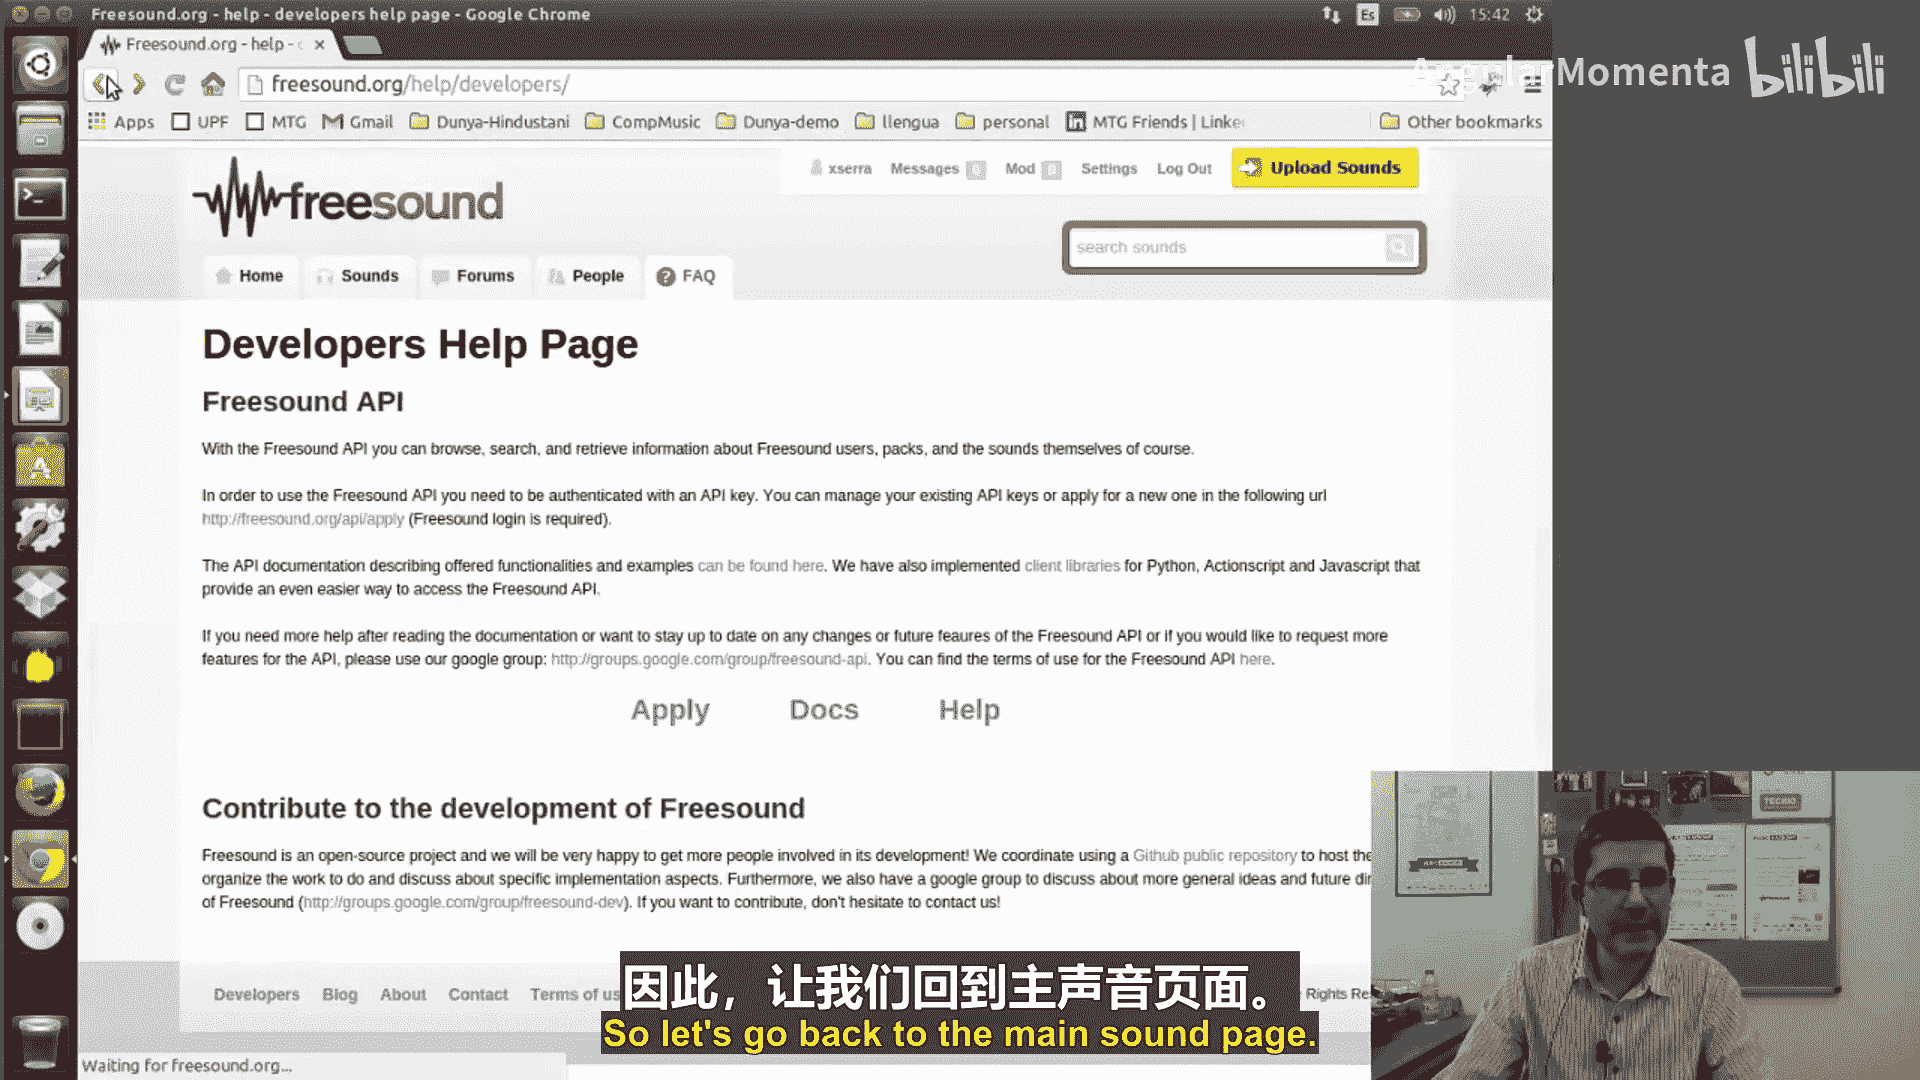 Freesound.org - help - developers help page - Google Chrome
Es
15:42
Freesound.org - help -
freesound.org/help/developers/
AngularMomenta bilibili
Apps UPF MTG Gmail Dunya-Hindustani CompMusic Dunya-demo llengua personal MTG Friends | Linke Other bookmarks
xserra Messages Mod Settings Log Out Upload Sounds
freesound
search sounds
Home Sounds Forums People FAQ
Developers Help Page
Freesound API
With the Freesound API you can browse, search, and retrieve information about Freesound users, packs, and the sounds themselves of course.
In order to use the Freesound API you need to be authenticated with an API key. You can manage your existing API keys or apply for a new one in the following url
http://freesound.org/api/apply (Freesound login is required).
The API documentation describing offered functionalities and examples can be found here. We have also implemented client libraries for Python, Actionscript and Javascript that
provide an even easier way to access the Freesound API.
If you need more help after reading the documentation or want to stay up to date on any changes or future feaures of the Freesound API or if you would like to request more
features for the API, please use our google group: http://groups.google.com/group/freesound-api. You can find the terms of use for the Freesound API here.
Apply Docs Help
Contribute to the development of Freesound
Freesound is an open-source project and we will be very happy to get more people involved in its development! We coordinate using a Github public repository to host the
organize the work to do and discuss about specific implementation aspects. Furthermore, we also have a google group to discuss about more general ideas and future dir
of Freesound (http://groups.google.com/group/freesound-dev). If you want to contribute, don't hesitate to contact us!
TECHIO
Developers Blog About Contact Terms of us Rights Re
因此，让我们回到主声音页面。
So let's go back to the main sound page.
Waiting for freesound.org...